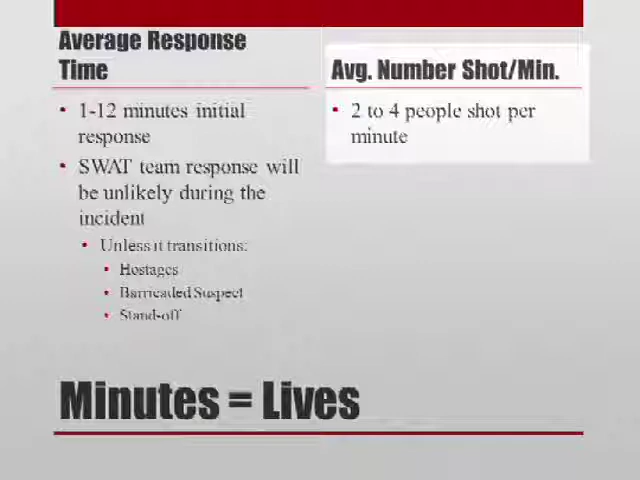 Average Response
Time
• 1-12 minutes initial
response
• SWAT team response will
be unlikely during the
incident
• Unless it transitions:
• Hostages
• Barricaded Suspect
• Stand-off
Avg. Number Shot/Min.
• 2 to 4 people shot per
minute
Minutes = Lives